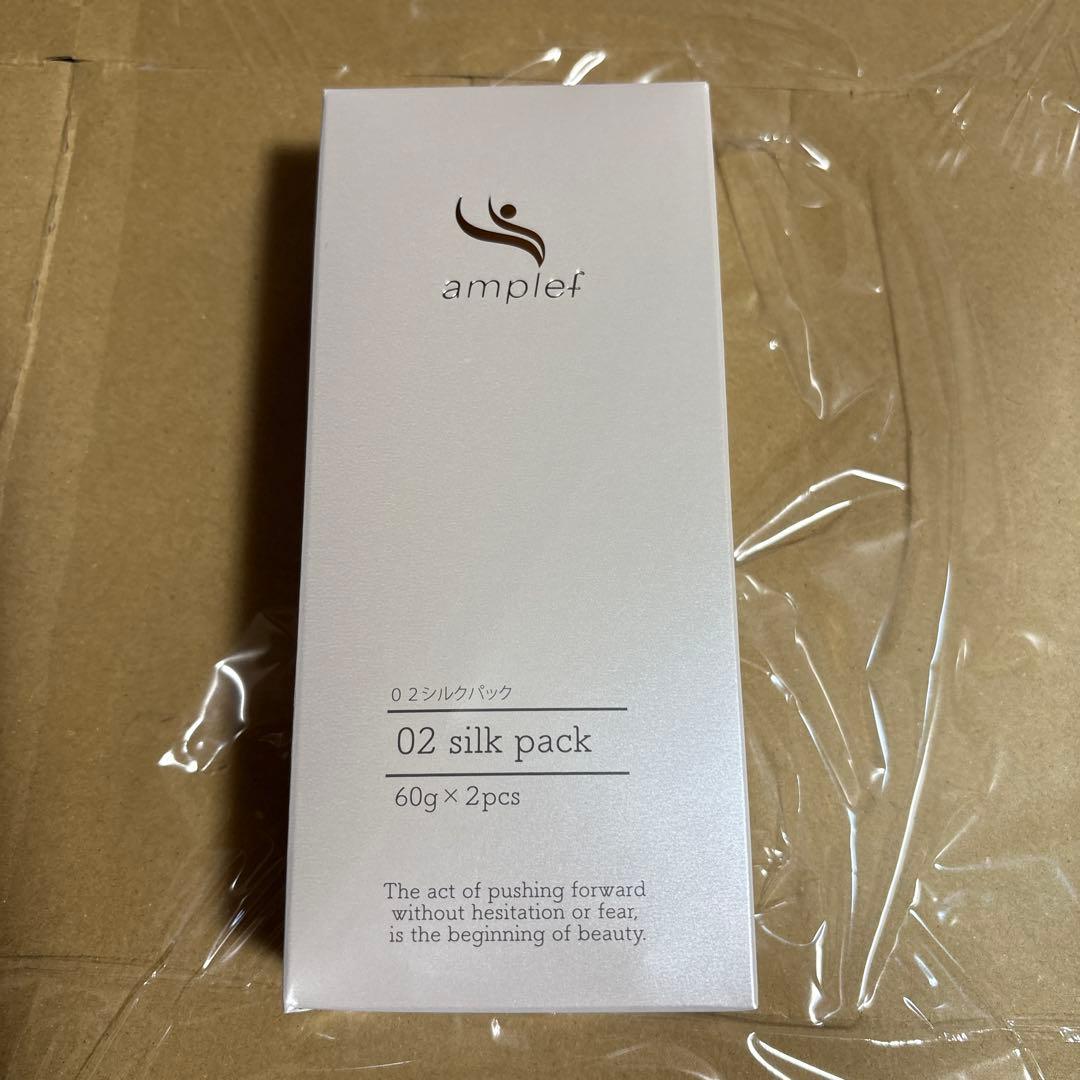 amplef
02シルクパック
02 silk pack
60g×2pcs
The act of pushing forward
without hesitation or fear,
is the beginning of beauty.